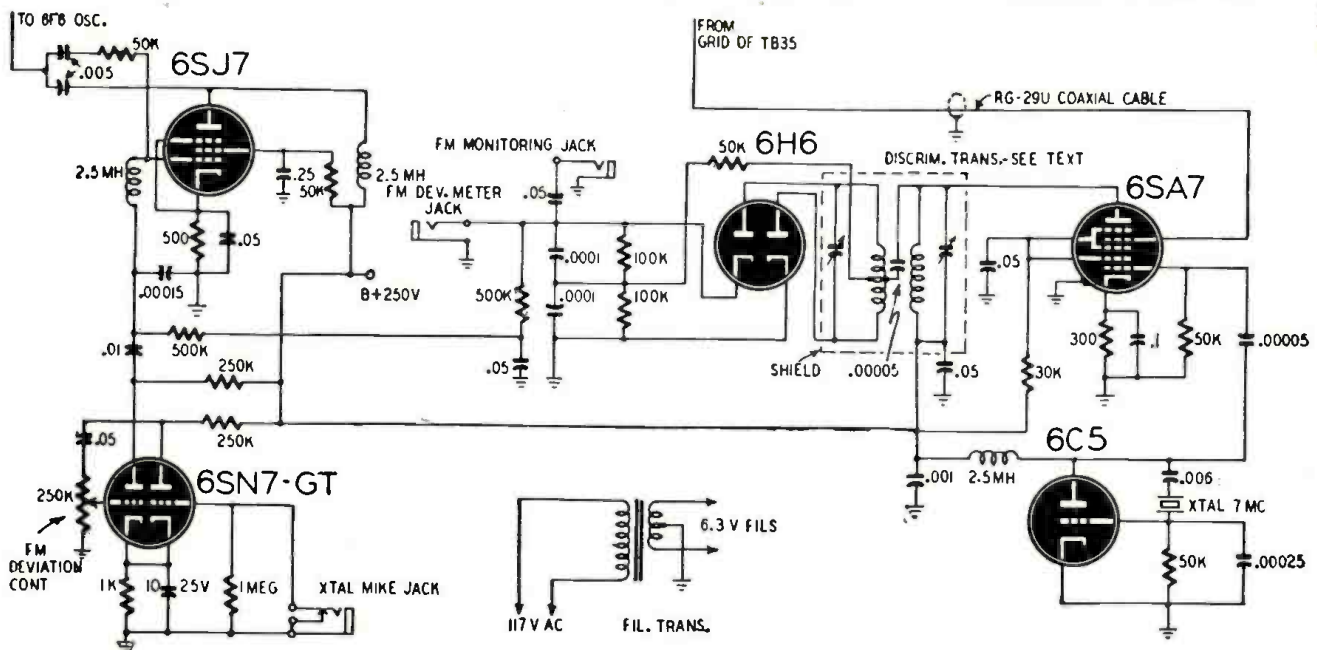 TO 6F6 OSC.
50K
.005
6SJ7
2.5 MH
.25
50K
2.5 MH
500
.05
.00015
B+250V
.01
500K
250K
250K
.05
250K
FM
DEVIATION
CONT
6SN7-GT
1K
10
25V
1 MEG
XTAL MIKE JACK
FM MONITORING JACK
.05
FM DEV. METER
JACK
.0001
.0001
100K
100K
500K
.05
6H6
50K
FROM
GRID OF TB35
RG-29U COAXIAL CABLE
DISCRIM. TRANS.-SEE TEXT
SHIELD
.00005
.05
6SA7
.05
30K
300
.1
50K
.00005
6C5
.001
2.5MH
.006
XTAL 7 MC
50K
.00025
6.3 V FILS
117 V AC
FIL. TRANS.